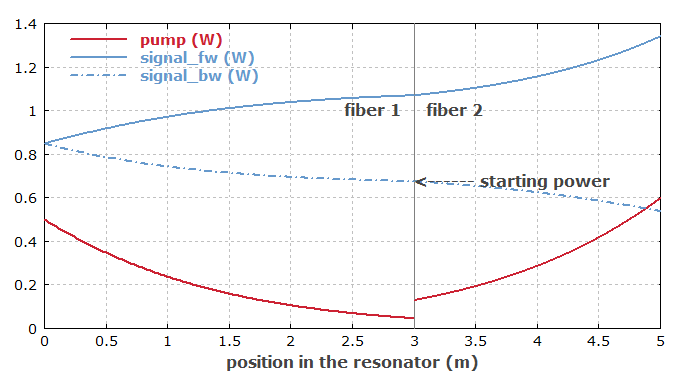 1.4
1.2
1
0.8
0.6
0.4
0.2
0
pump (W)
signal_fw (W)
signal_bw (W)
fiber 1
fiber 2
starting power
0
0.5
1
1.5
2
2.5
3
3.5
4
4.5
5
position in the resonator (m)